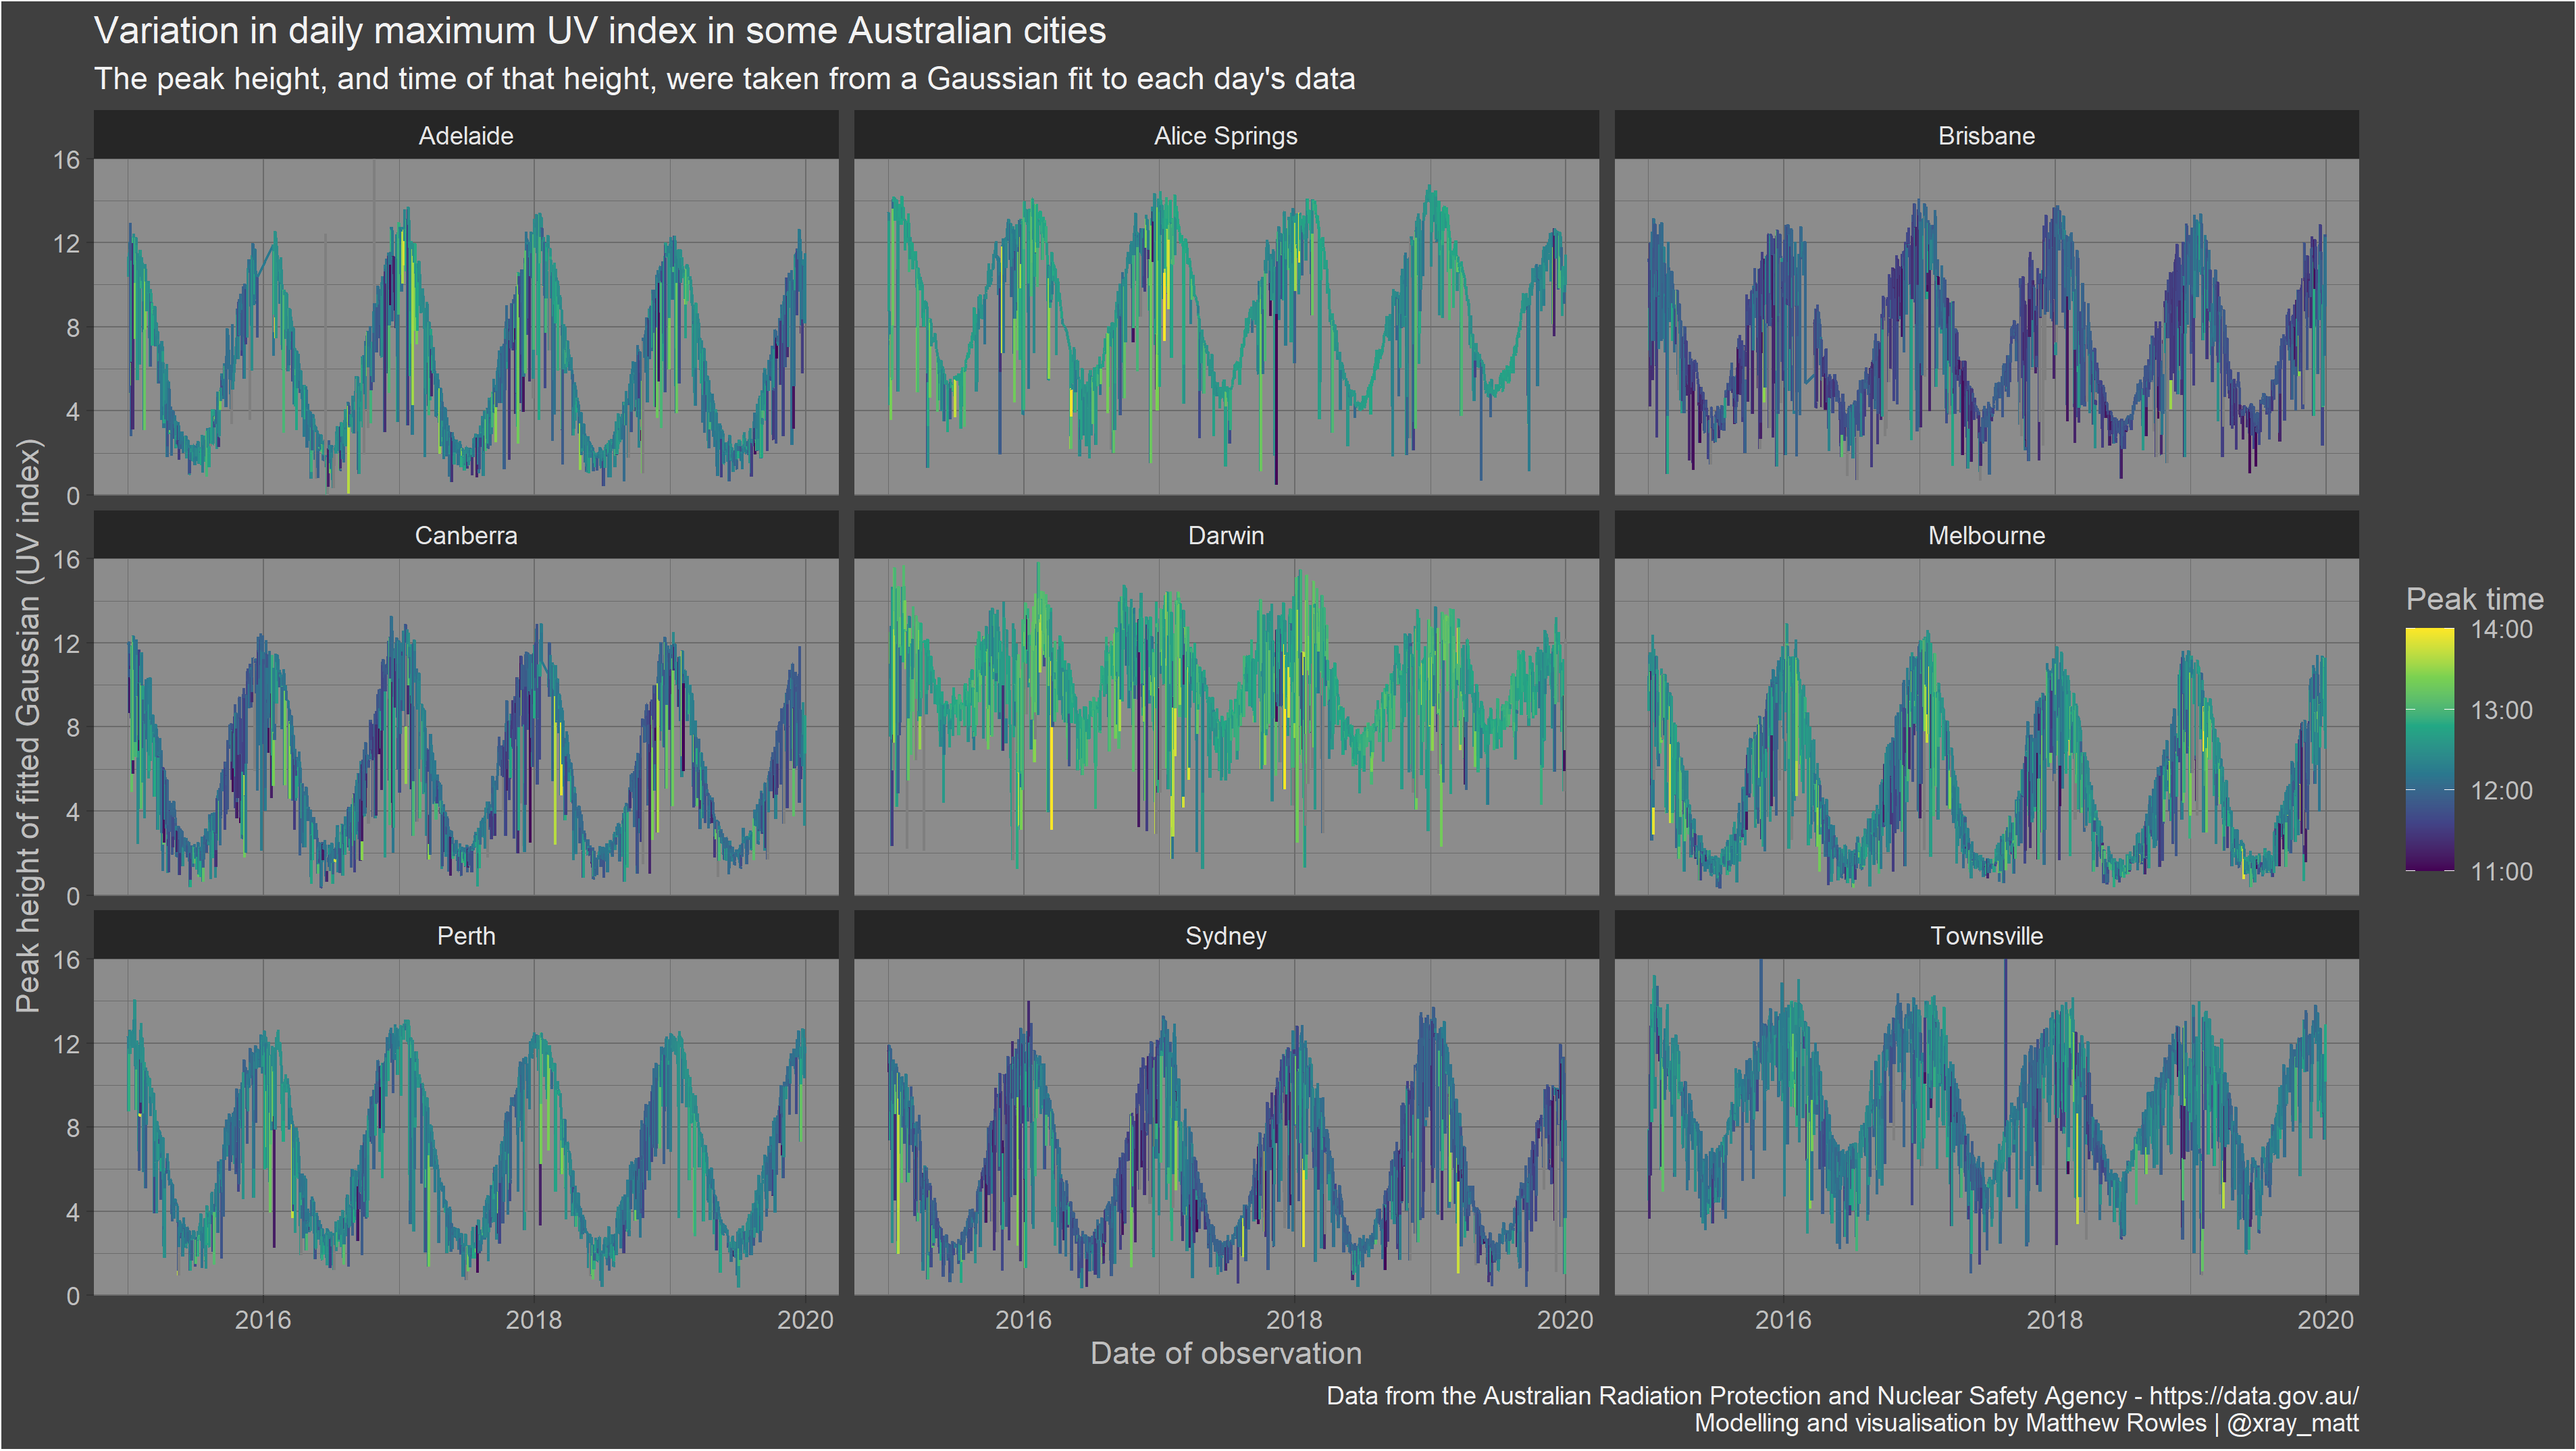 Variation in daily maximum UV index in some Australian cities
The peak height, and time of that height, were taken from a Gaussian fit to each day's data
Adelaide
Alice Springs
Brisbane
16
12
8
4
0
Canberra
Darwin
Melbourne
16
12
8
4
0
Perth
Sydney
Townsville
16
12
8
4
0
2016
2018
2020
2016
2018
2020
2016
2018
2020
Peak height of fitted Gaussian (UV index)
Date of observation
Peak time
14:00
13:00
12:00
11:00
Data from the Australian Radiation Protection and Nuclear Safety Agency - https://data.gov.au/
Modelling and visualisation by Matthew Rowles | @xray_matt